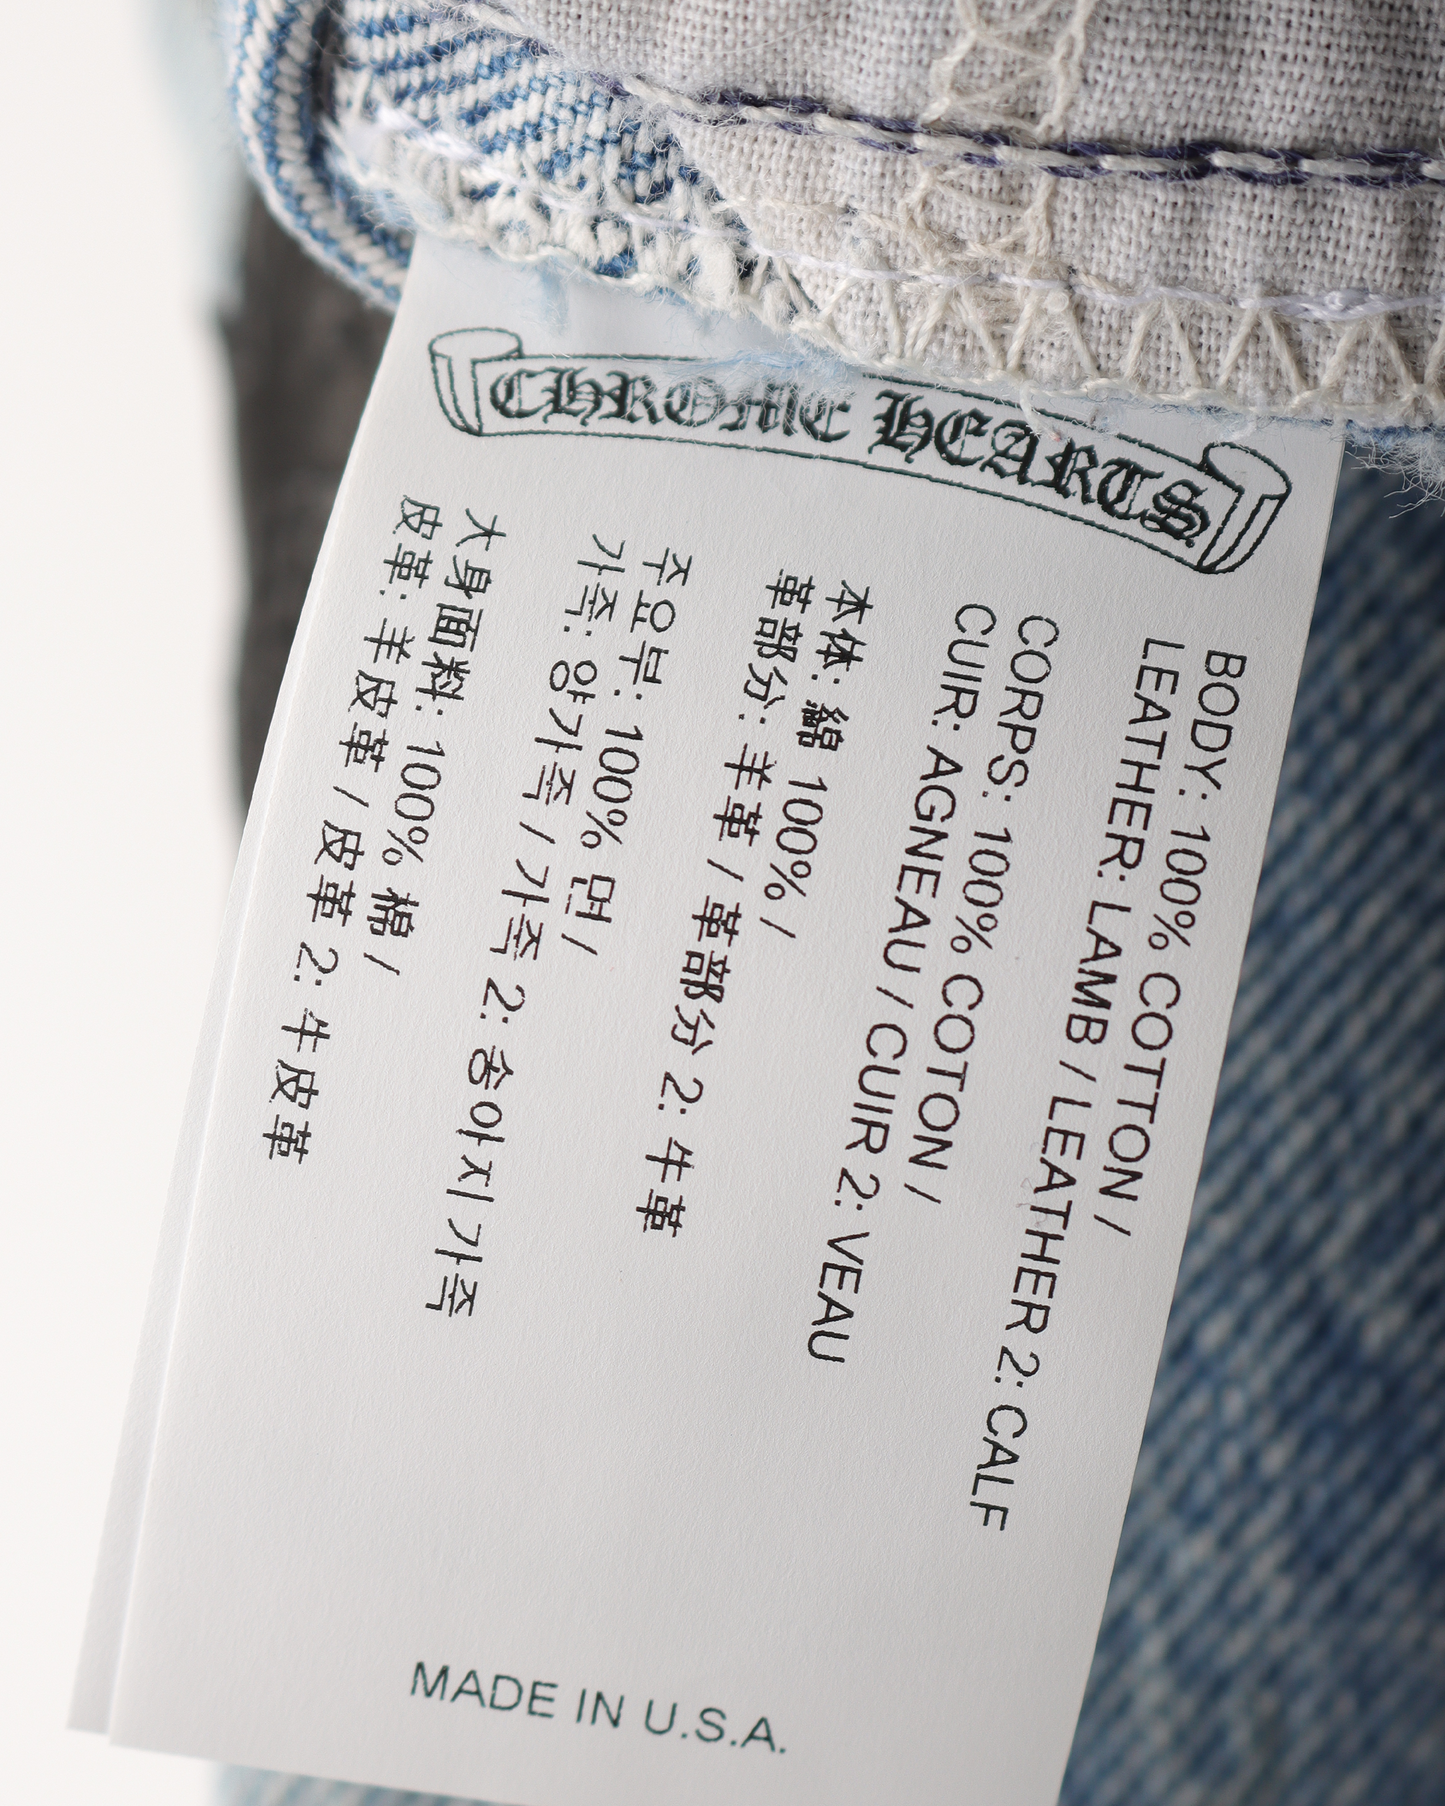 CHROME HEARTS
BODY: 100% COTTON /
LEATHER: LAMB / LEATHER 2: CALF
CORPS: 100% COTON /
CUIR: AGNEAU / CUIR 2: VEAU
本体: 綿 100% /
革部分: 羊革 / 革部分 2: 牛革
주요부: 100% 면 /
가죽: 양가죽 / 가죽 2: 송아지가죽
大身面料: 100% 棉 /
皮革: 羊皮革 / 皮革 2: 牛皮革
MADE IN U.S.A.